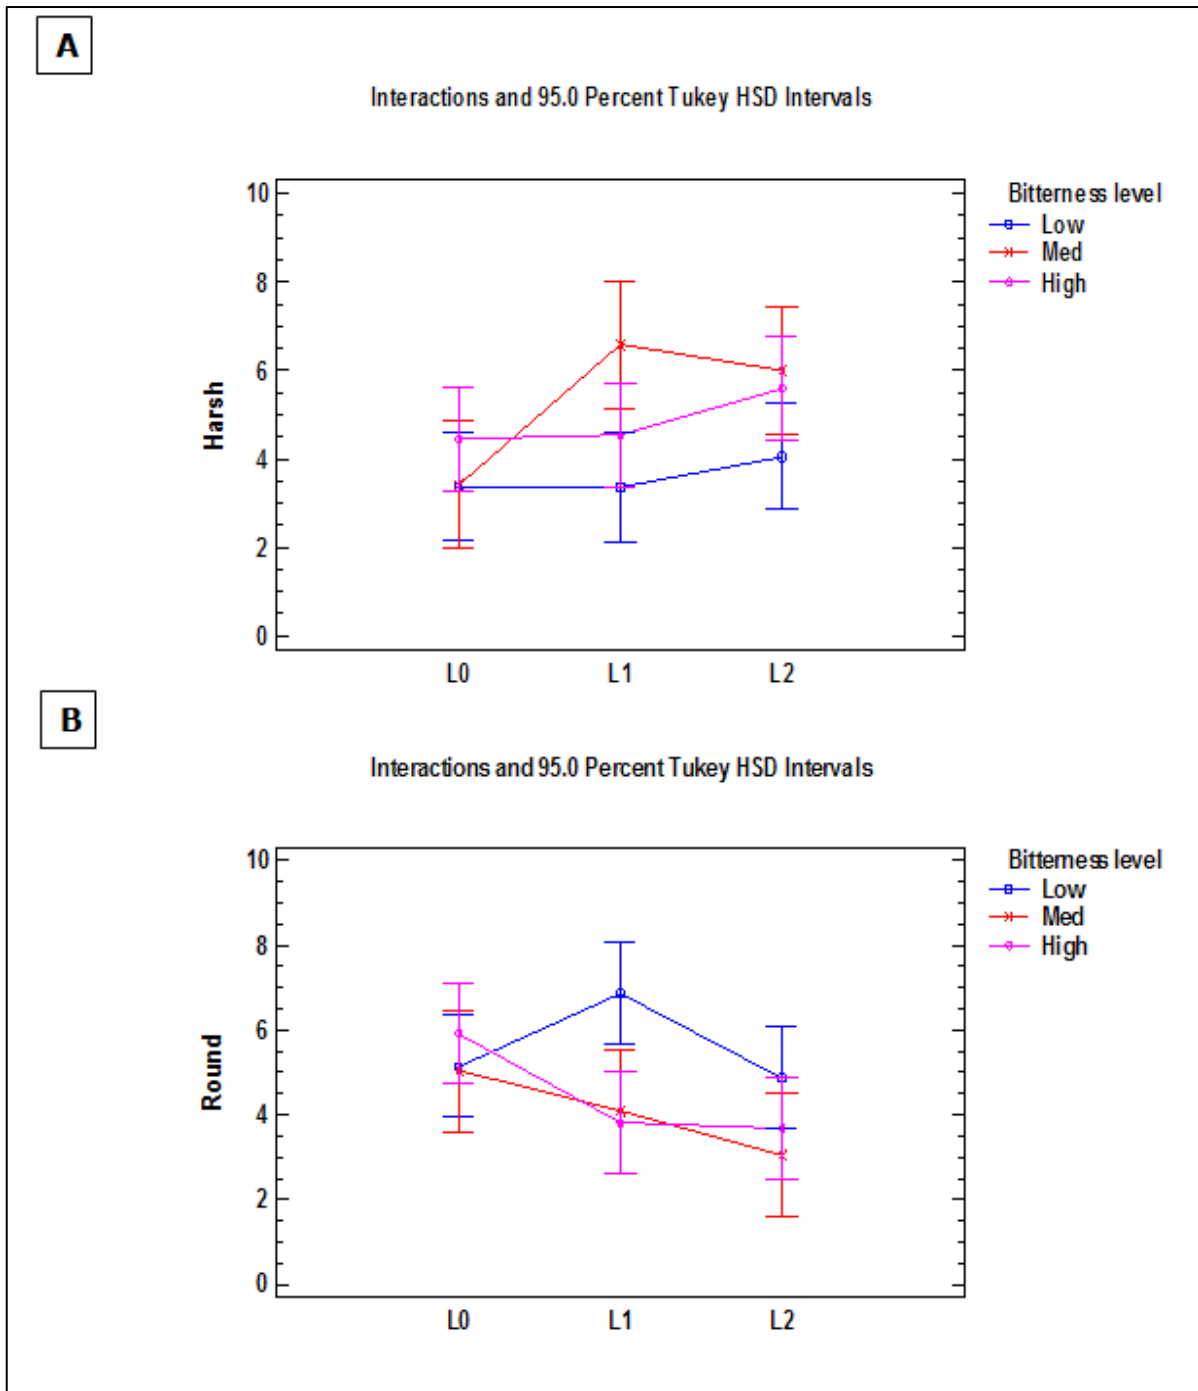 A
Interactions and 95.0 Percent Tukey HSD Intervals
Bitterness level
Low
Med
High
Harsh
10
8
6
4
2
0
L0 L1 L2
B
Interactions and 95.0 Percent Tukey HSD Intervals
Bitterness level
Low
Med
High
Round
10
8
6
4
2
0
L0 L1 L2